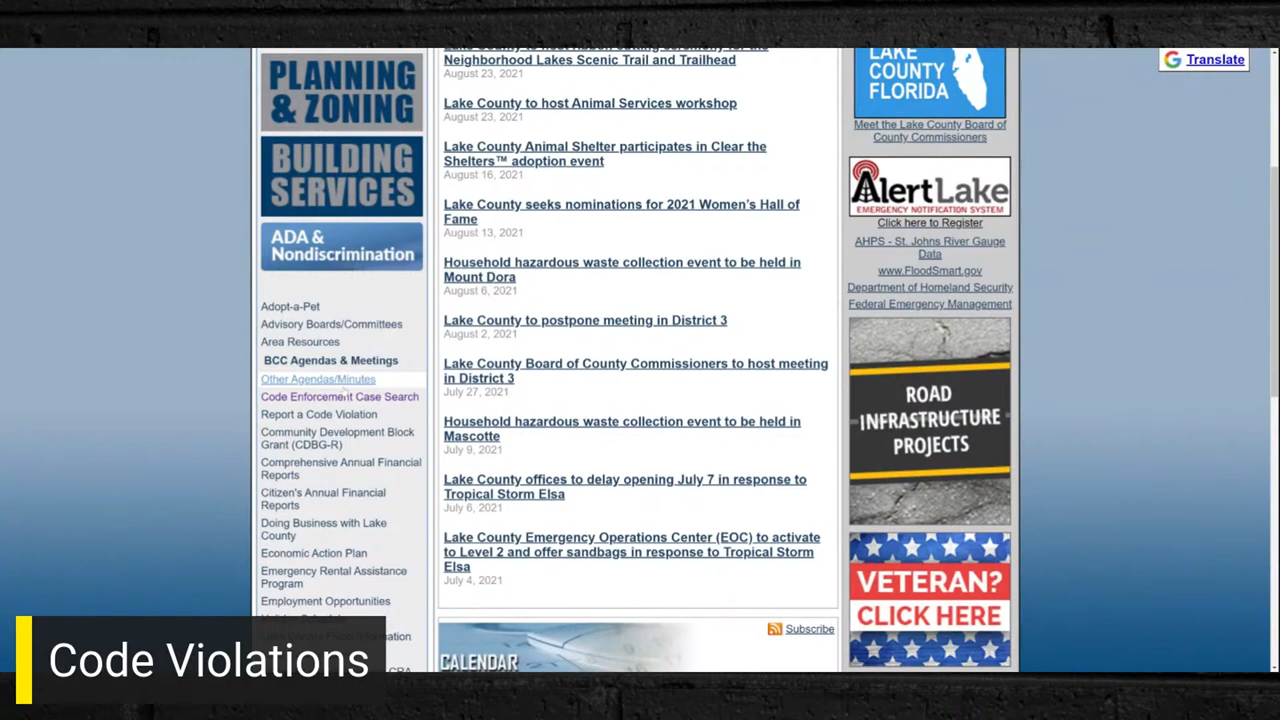 PLANNING
& ZONING
BUILDING
SERVICES
ADA &
Nondiscrimination
Adopt-a-Pet
Advisory Boards/Committees
Area Resources
BCC Agendas & Meetings
Other Agendas/Minutes
Code Enforcement Case Search
Report a Code Violation
Community Development Block
Grant (CDBG-R)
Comprehensive Annual Financial
Reports
Citizen's Annual Financial
Reports
Doing Business with Lake
County
Economic Action Plan
Emergency Rental Assistance
Program
Employment Opportunities
Neighborhood Lakes Scenic Trail and Trailhead
August 23, 2021
Lake County to host Animal Services workshop
August 23, 2021
Lake County Animal Shelter participates in Clear the
Shelters™ adoption event
August 16, 2021
Lake County seeks nominations for 2021 Women’s Hall of
Fame
August 13, 2021
Household hazardous waste collection event to be held in
Mount Dora
August 6, 2021
Lake County to postpone meeting in District 3
August 2, 2021
Lake County Board of County Commissioners to host meeting
in District 3
July 27, 2021
Household hazardous waste collection event to be held in
Mascotte
July 9, 2021
Lake County offices to delay opening July 7 in response to
Tropical Storm Elsa
July 6, 2021
Lake County Emergency Operations Center (EOC) to activate
to Level 2 and offer sandbags in response to Tropical Storm
Elsa
July 4, 2021
Subscribe
CALENDAR
LAKE
COUNTY
FLORIDA
Meet the Lake County Board of
County Commissioners
AlertLake
EMERGENCY NOTIFICATION SYSTEM
Click here to Register
AHPS - St. Johns River Gauge
Data
www.FloodSmart.gov
Department of Homeland Security
Federal Emergency Management
ROAD
INFRASTRUCTURE
PROJECTS
VETERAN?
CLICK HERE
Translate
Code Violations